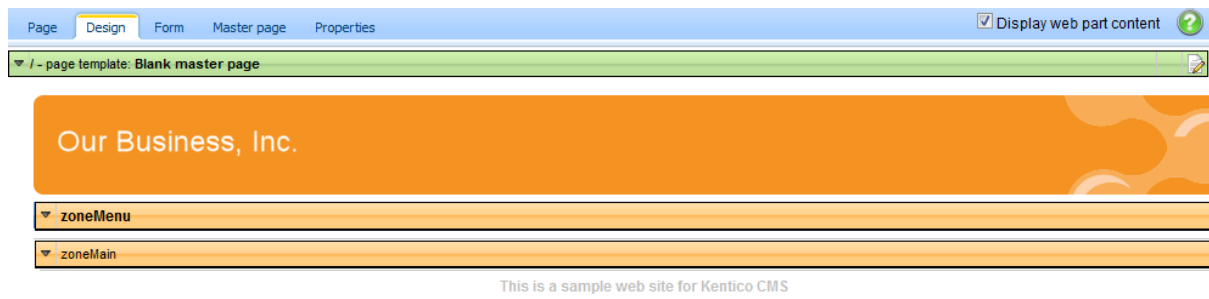 Page Design Form Master page Properties Display web part content ?
/ - page template: Blank master page
Our Business, Inc.
zoneMenu
zoneMain
This is a sample web site for Kentico CMS